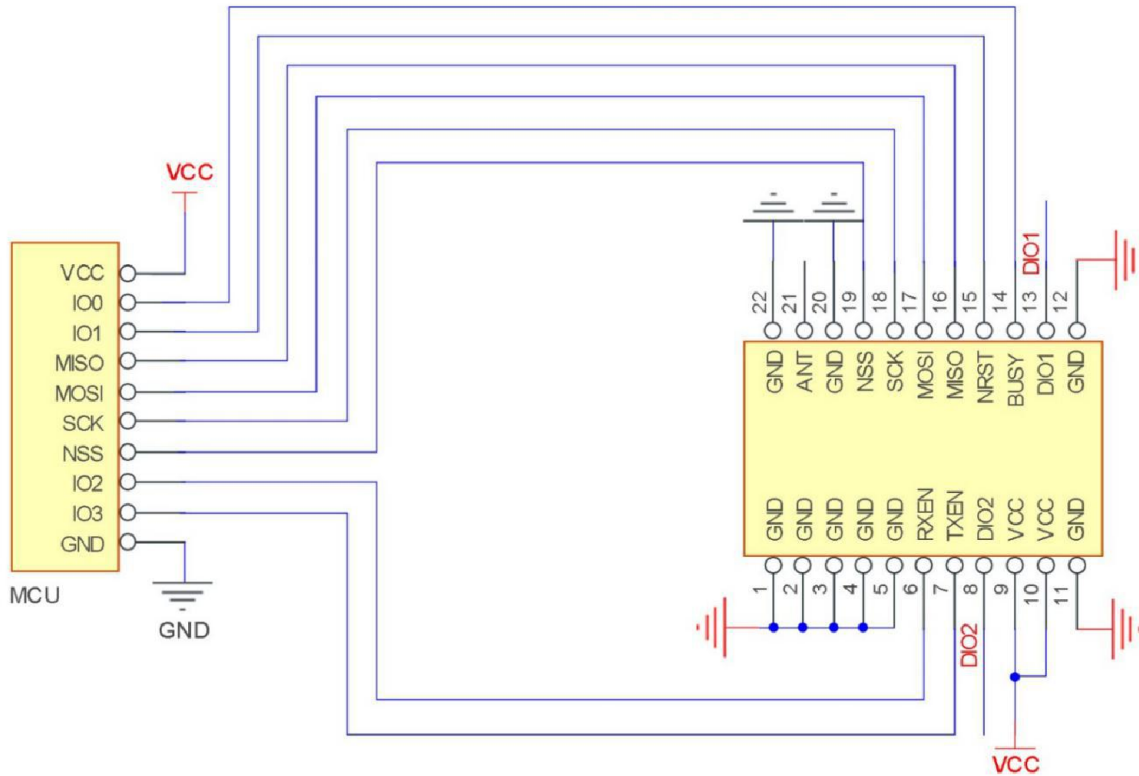 VCC
VCC
IO0
IO1
MISO
MOSI
SCK
NSS
IO2
IO3
GND
MCU
GND
DIO1
22 21 20 19 18 17 16 15 14 13 12
GND ANT GND NSS SCK MOSI MISO NRST BUSY DIO1 GND
GND GND GND GND GND RXEN TXEN DIO2 VCC VCC GND
1 2 3 4 5 6 7 8 9 10 11
DIO2
VCC